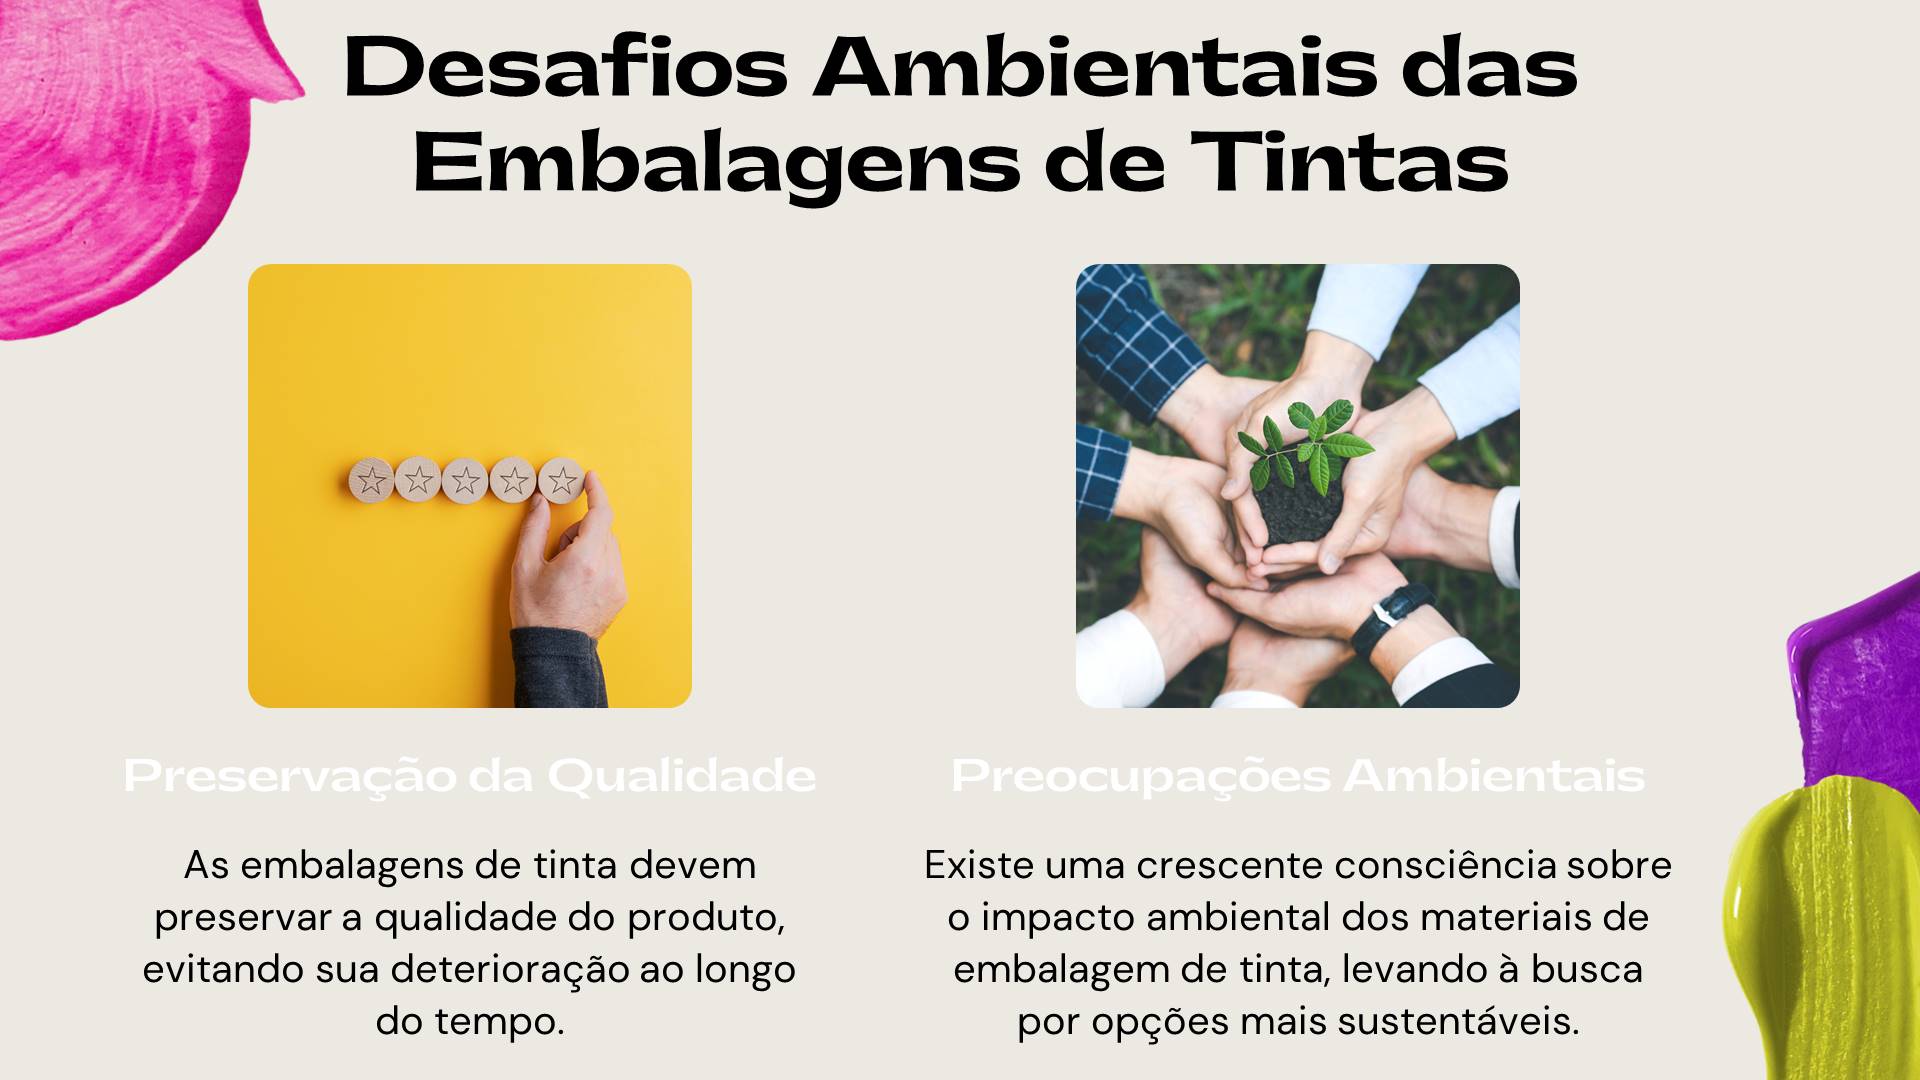 Desafios Ambientais das
Embalagens de Tintas
Preservação da Qualidade
As embalagens de tinta devem
preservar a qualidade do produto,
evitando sua deterioração ao longo
do tempo.
Preocupações Ambientais
Existe uma crescente consciência sobre
o impacto ambiental dos materiais de
embalagem de tinta, levando à busca
por opções mais sustentáveis.